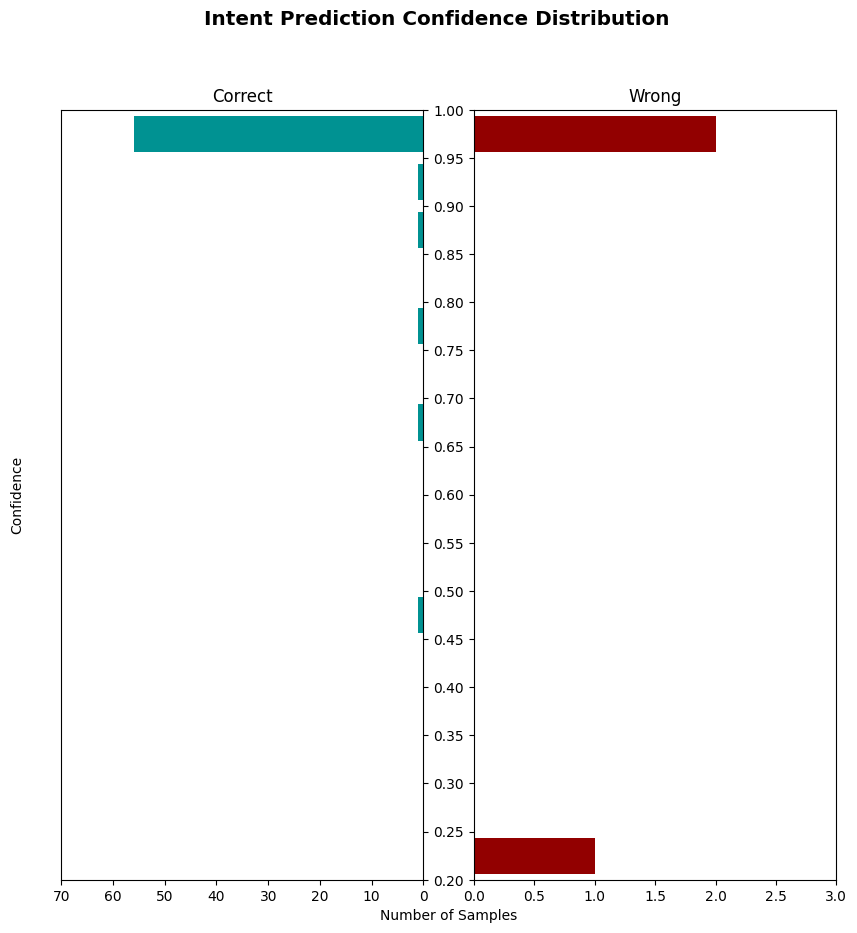 Intent Prediction Confidence Distribution
Correct
Wrong
1.00
0.95
0.90
0.85
0.80
0.75
0.70
0.65
0.60
0.55
0.50
0.45
0.40
0.35
0.30
0.25
0.20
Confidence
70 60 50 40 30 20 10 0
0.0 0.5 1.0 1.5 2.0 2.5 3.0
Number of Samples